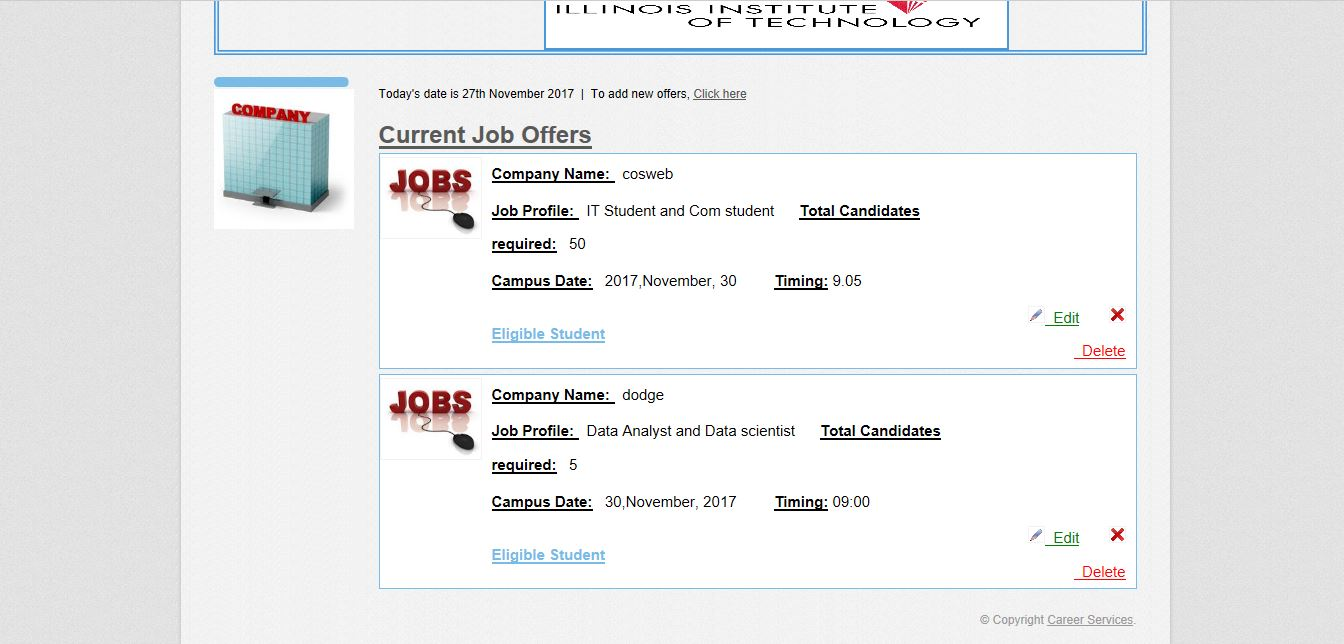 ILLINOIS INSTITUTE
OF TECHNOLOGY
COMPANY
Today's date is 27th November 2017 | To add new offers, Click here
Current Job Offers
JOBS
Company Name: cosweb
Job Profile: IT Student and Com student Total Candidates
required: 50
Campus Date: 2017,November, 30 Timing: 9.05
Edit
Eligible Student
Delete
JOBS
Company Name: dodge
Job Profile: Data Analyst and Data scientist Total Candidates
required: 5
Campus Date: 30,November, 2017 Timing: 09:00
Edit
Eligible Student
Delete
© Copyright Career Services.